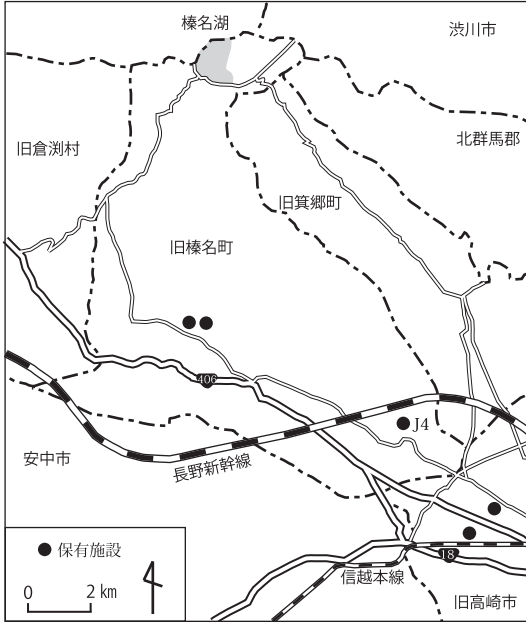 榛名湖
渋川市
北群馬郡
旧倉渕村
旧箕郷町
旧榛名町
406
J4
安中市
長野新幹線
18
信越本線
旧高崎市
保有施設
0 2 km